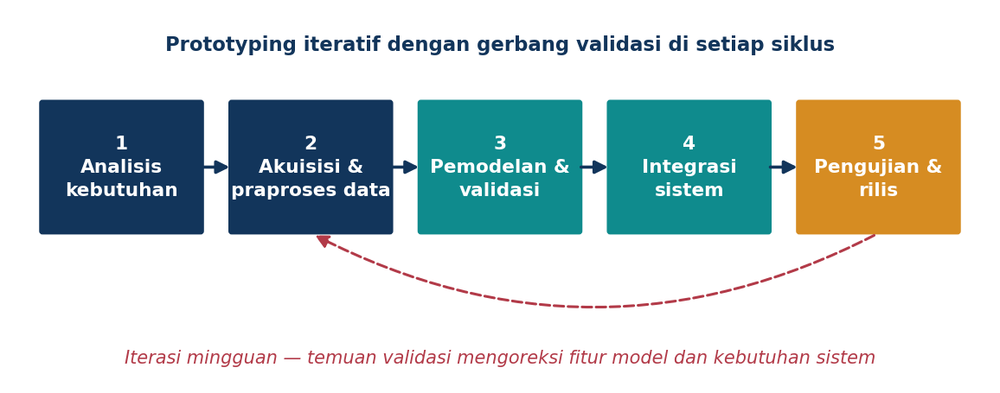 Prototyping iteratif dengan gerbang validasi di setiap siklus
1
Analisis
kebutuhan
2
Akuisisi &
praproses data
3
Pemodelan &
validasi
4
Integrasi
sistem
5
Pengujian &
rilis
Iterasi mingguan — temuan validasi mengoreksi fitur model dan kebutuhan sistem